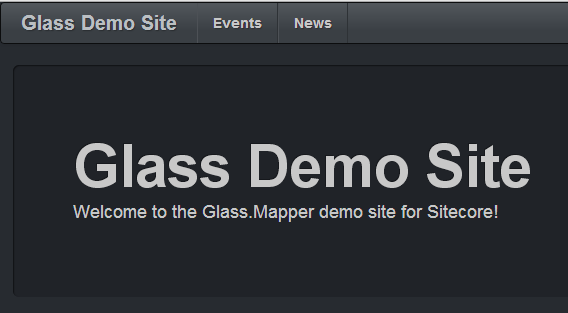 Glass Demo Site Events News
Glass Demo Site
Welcome to the Glass.Mapper demo site for Sitecore!